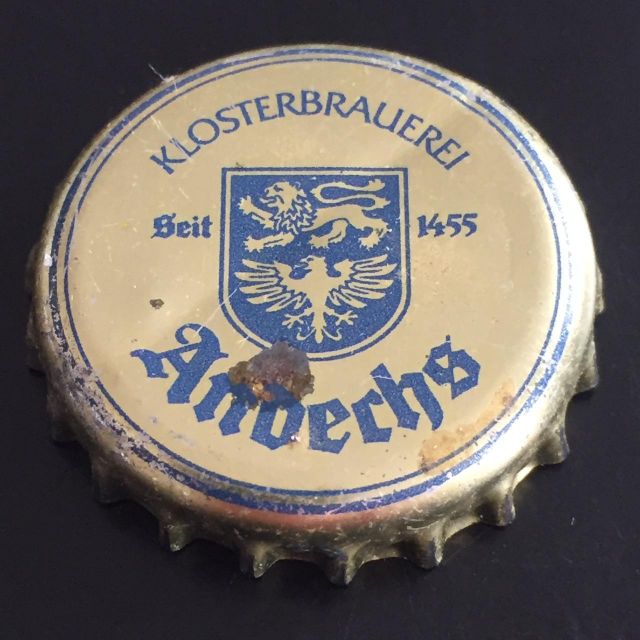 KLOSTERBRAUEREI
Seit 1455
Andechs